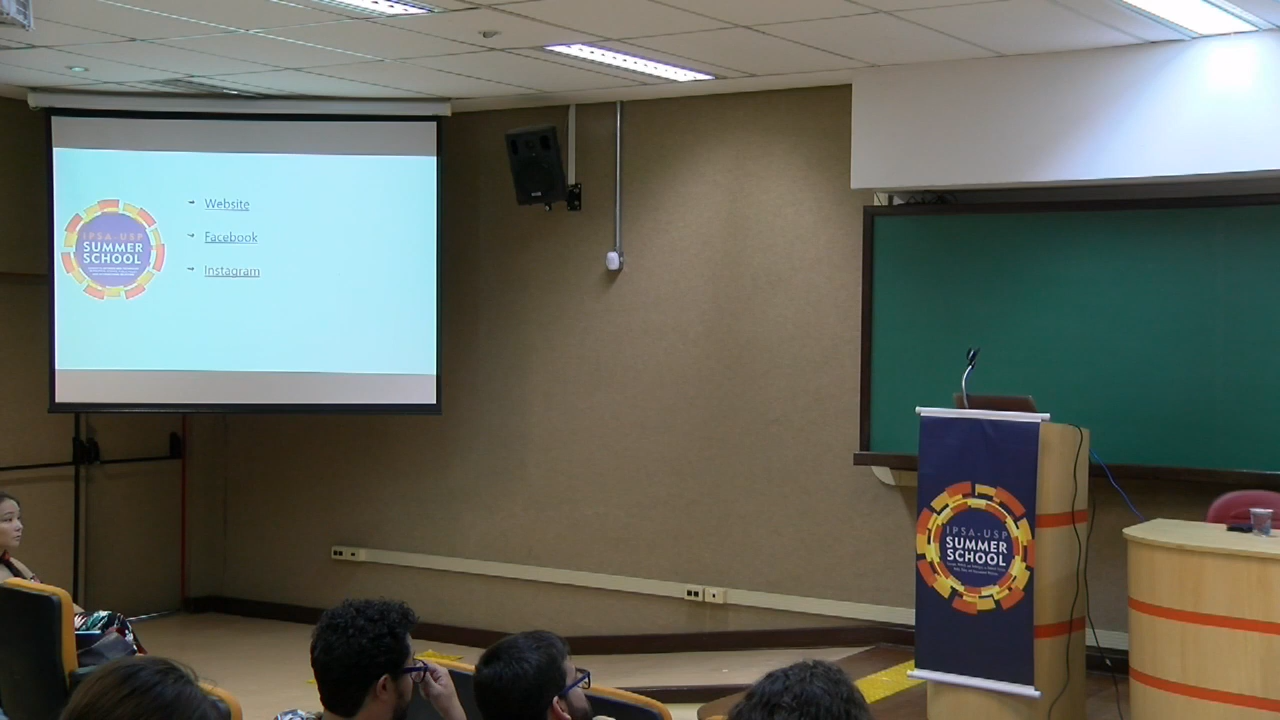 Website
Facebook
Instagram
IPSA-USP
SUMMER
SCHOOL
IPSA-USP
SUMMER
SCHOOL